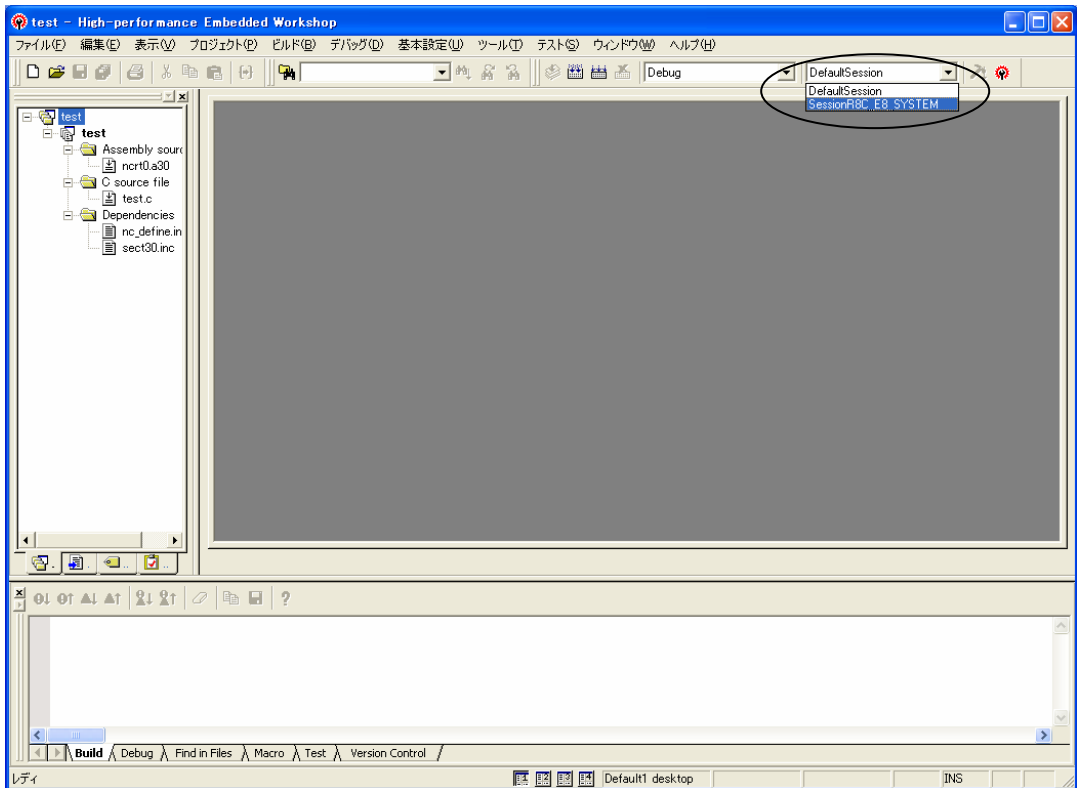 test - High-performance Embedded Workshop
ファイル(F) 編集(E) 表示(V) プロジェクト(P) ビルド(B) デバッグ(D) 基本設定(U) ツール(T) テスト(S) ウィンドウ(W) ヘルプ(H)
Debug DefaultSession
DefaultSession
SessionR8C_E8_SYSTEM
test
test
Assembly sour
ncrt0.a30
C source file
test.c
Dependencies
nc_define.in
sect30.inc
Build Debug Find in Files Macro Test Version Control
レディ Default1 desktop INS